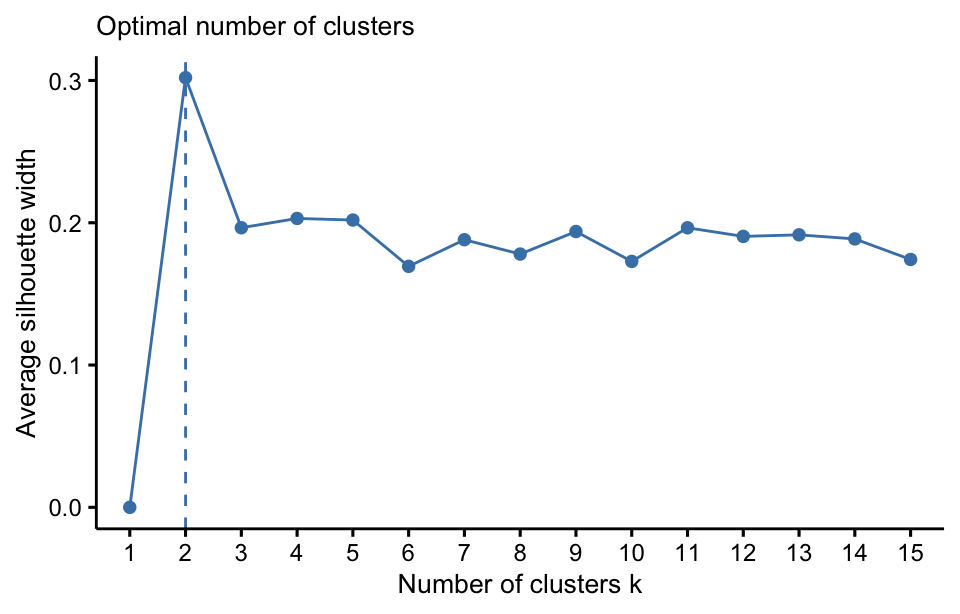 Optimal number of clusters
Average silhouette width
0.3
0.2
0.1
0.0
1 2 3 4 5 6 7 8 9 10 11 12 13 14 15
Number of clusters k